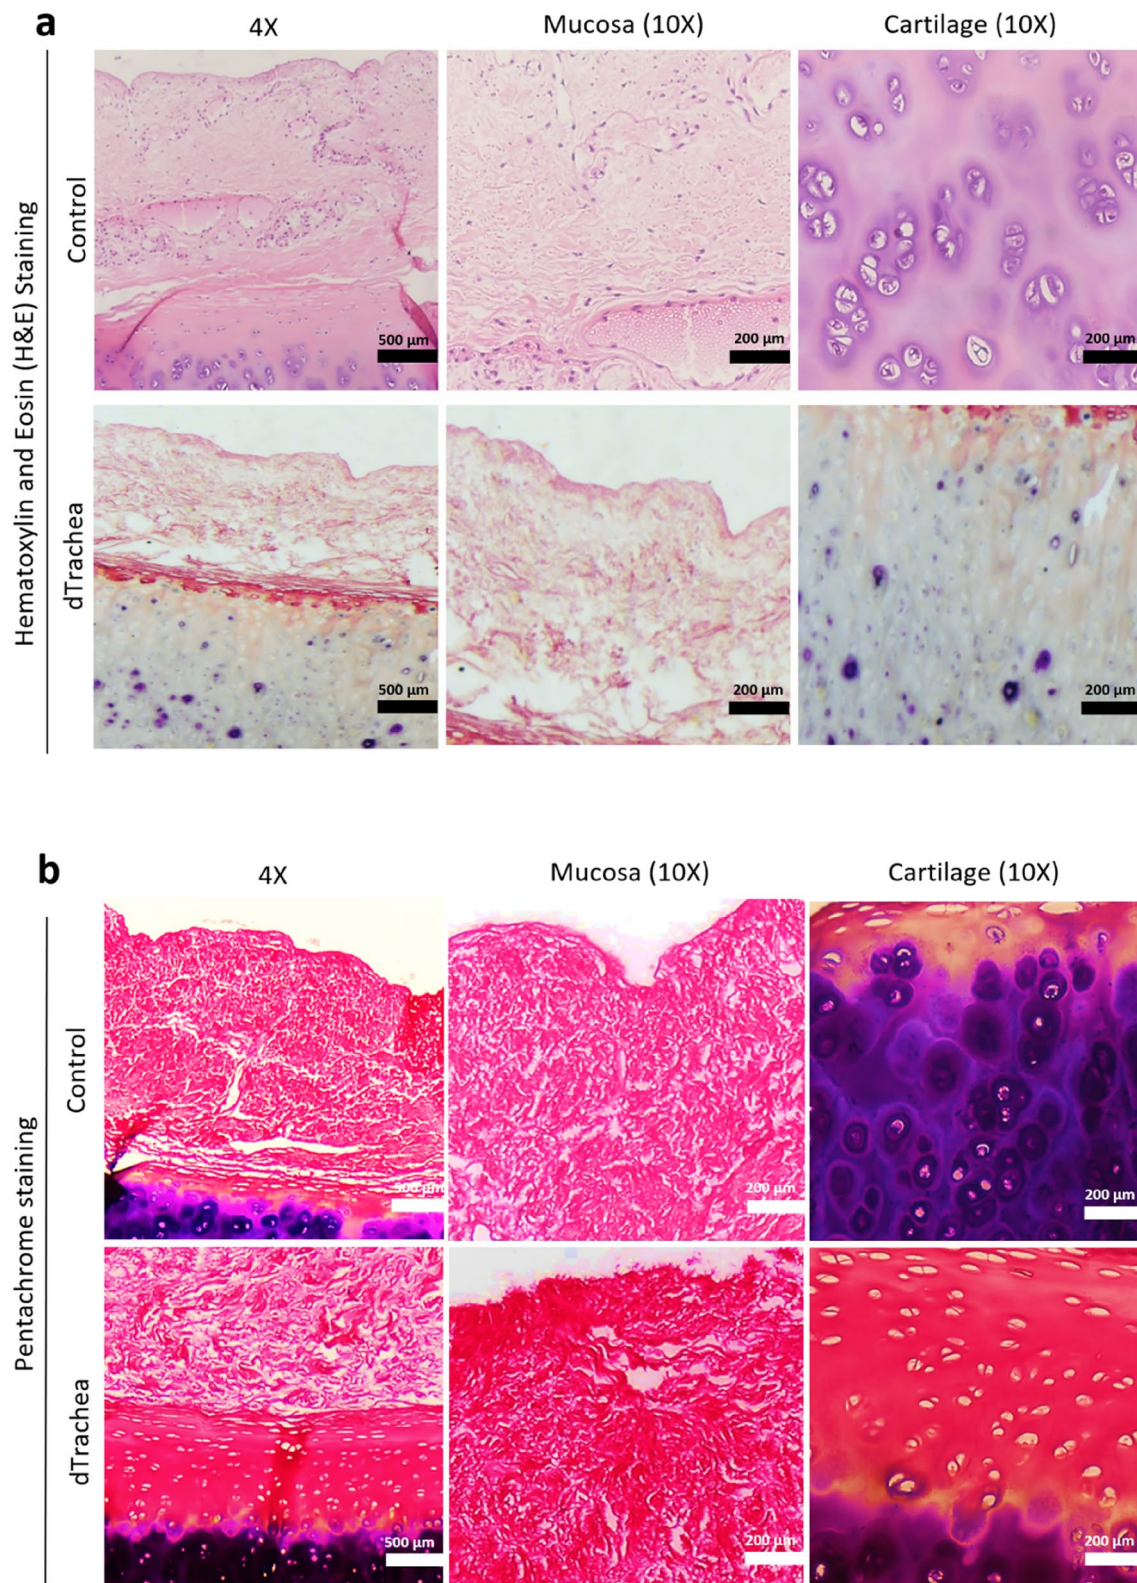 a
4X
Mucosa (10X)
Cartilage (10X)
Hematoxylin and Eosin (H&E) Staining
Control
500 µm
200 µm
200 µm
dTrachea
500 µm
200 µm
200 µm
b
4X
Mucosa (10X)
Cartilage (10X)
Pentachrome staining
Control
500 µm
200 µm
200 µm
dTrachea
500 µm
200 µm
200 µm